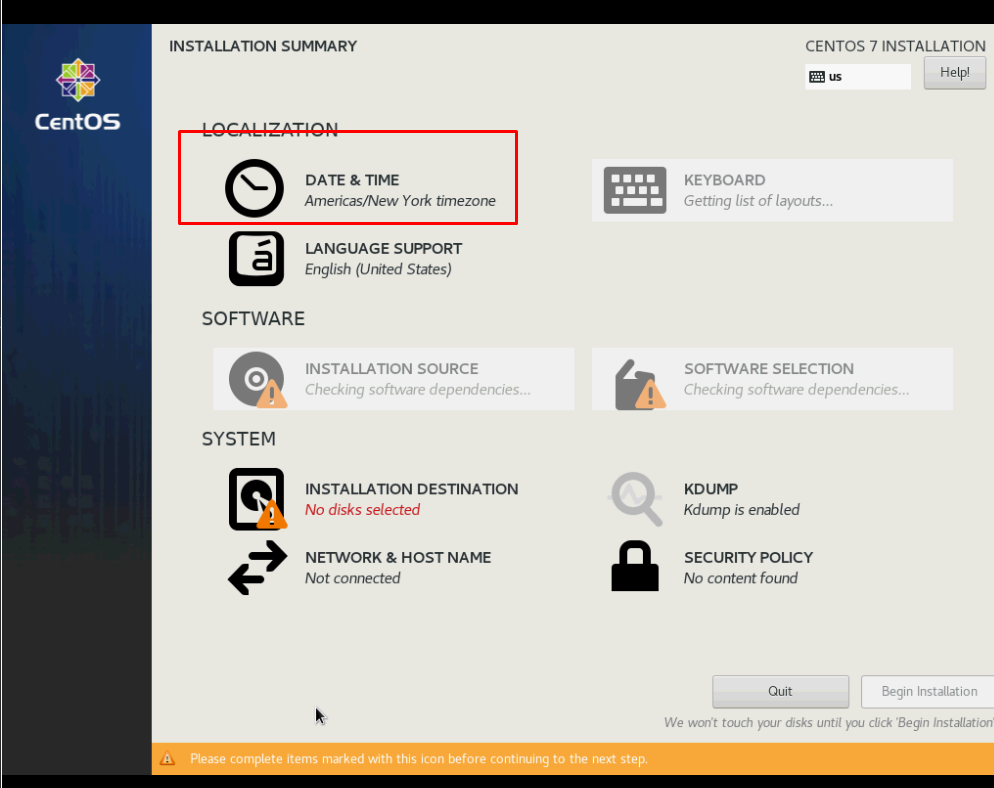 INSTALLATION SUMMARY
CENTOS 7 INSTALLATION
us
Help!
CentOS
LOCALIZATION
DATE & TIME
Americas/New York timezone
KEYBOARD
Getting list of layouts...
LANGUAGE SUPPORT
English (United States)
SOFTWARE
INSTALLATION SOURCE
Checking software dependencies...
SOFTWARE SELECTION
Checking software dependencies...
SYSTEM
INSTALLATION DESTINATION
No disks selected
KDUMP
Kdump is enabled
NETWORK & HOST NAME
Not connected
SECURITY POLICY
No content found
Quit
Begin Installation
We won't touch your disks until you click 'Begin Installation'
Please complete items marked with this icon before continuing to the next step.